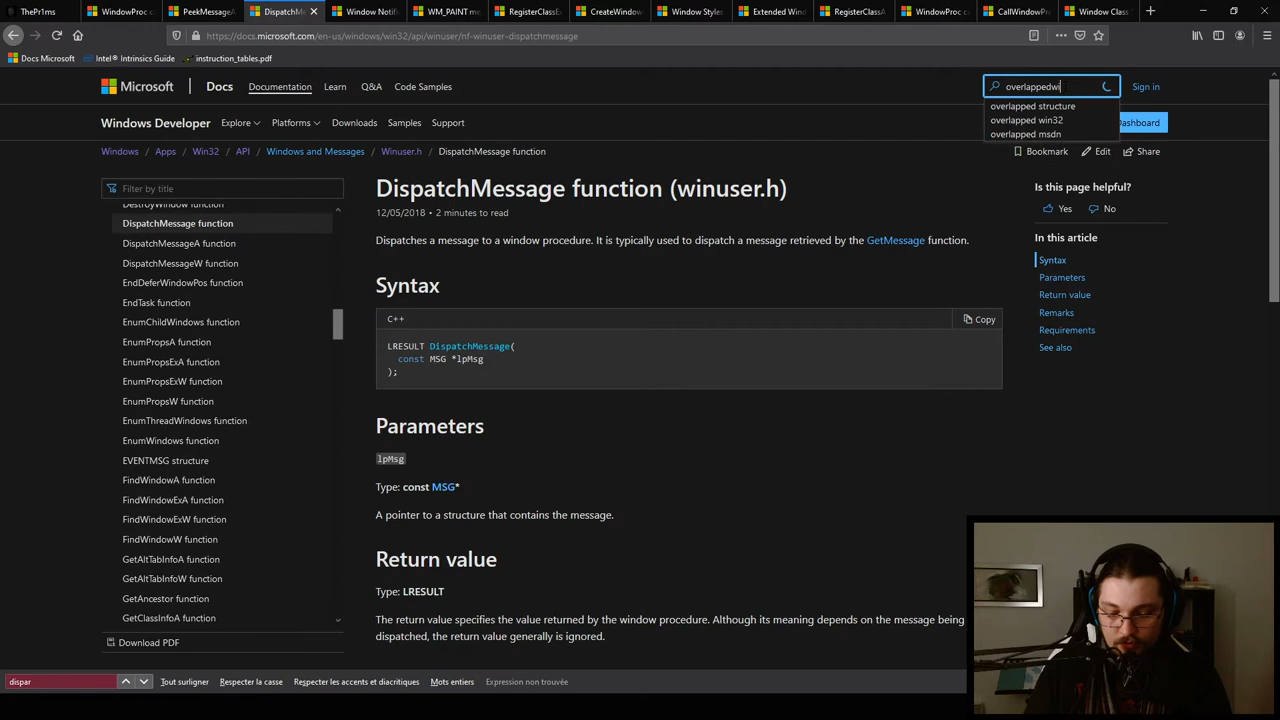 ThePr1ms
WindowProc c
PeekMessageA
DispatchMe
Window Notifi
WM_PAINT me
RegisterClassEx
CreateWindow
Window Styles
Extended Wind
RegisterClassA
WindowProc c
CallWindowPr
Window Class
https://docs.microsoft.com/en-us/windows/win32/api/winuser/nf-winuser-dispatchmessage
Docs Microsoft
Intel® Intrinsics Guide
instruction_tables.pdf
Microsoft
Docs
Documentation
Learn
Q&A
Code Samples
overlappedwi
Sign in
overlapped structure
overlapped win32
overlapped msdn
Windows Developer
Explore
Platforms
Downloads
Samples
Support
Dashboard
Windows / Apps / Win32 / API / Windows and Messages / Winuser.h / DispatchMessage function
Bookmark
Edit
Share
Filter by title
DestroyWindow function
DispatchMessage function
DispatchMessageA function
DispatchMessageW function
EndDeferWindowPos function
EndTask function
EnumChildWindows function
EnumPropsA function
EnumPropsExA function
EnumPropsExW function
EnumPropsW function
EnumThreadWindows function
EnumWindows function
EVENTMSG structure
FindWindowA function
FindWindowExA function
FindWindowExW function
FindWindowW function
GetAltTabInfoA function
GetAltTabInfoW function
GetAncestor function
GetClassInfoA function
Download PDF
DispatchMessage function (winuser.h)
12/05/2018 • 2 minutes to read
Dispatches a message to a window procedure. It is typically used to dispatch a message retrieved by the GetMessage function.
Syntax
C++
Copy
LRESULT DispatchMessage(
const MSG *lpMsg
);
Parameters
lpMsg
Type: const MSG*
A pointer to a structure that contains the message.
Return value
Type: LRESULT
The return value specifies the value returned by the window procedure. Although its meaning depends on the message being
dispatched, the return value generally is ignored.
Is this page helpful?
Yes
No
In this article
Syntax
Parameters
Return value
Remarks
Requirements
See also
dispar
Tout surligner
Respecter la casse
Respecter les accents et diacritiques
Mots entiers
Expression non trouvée